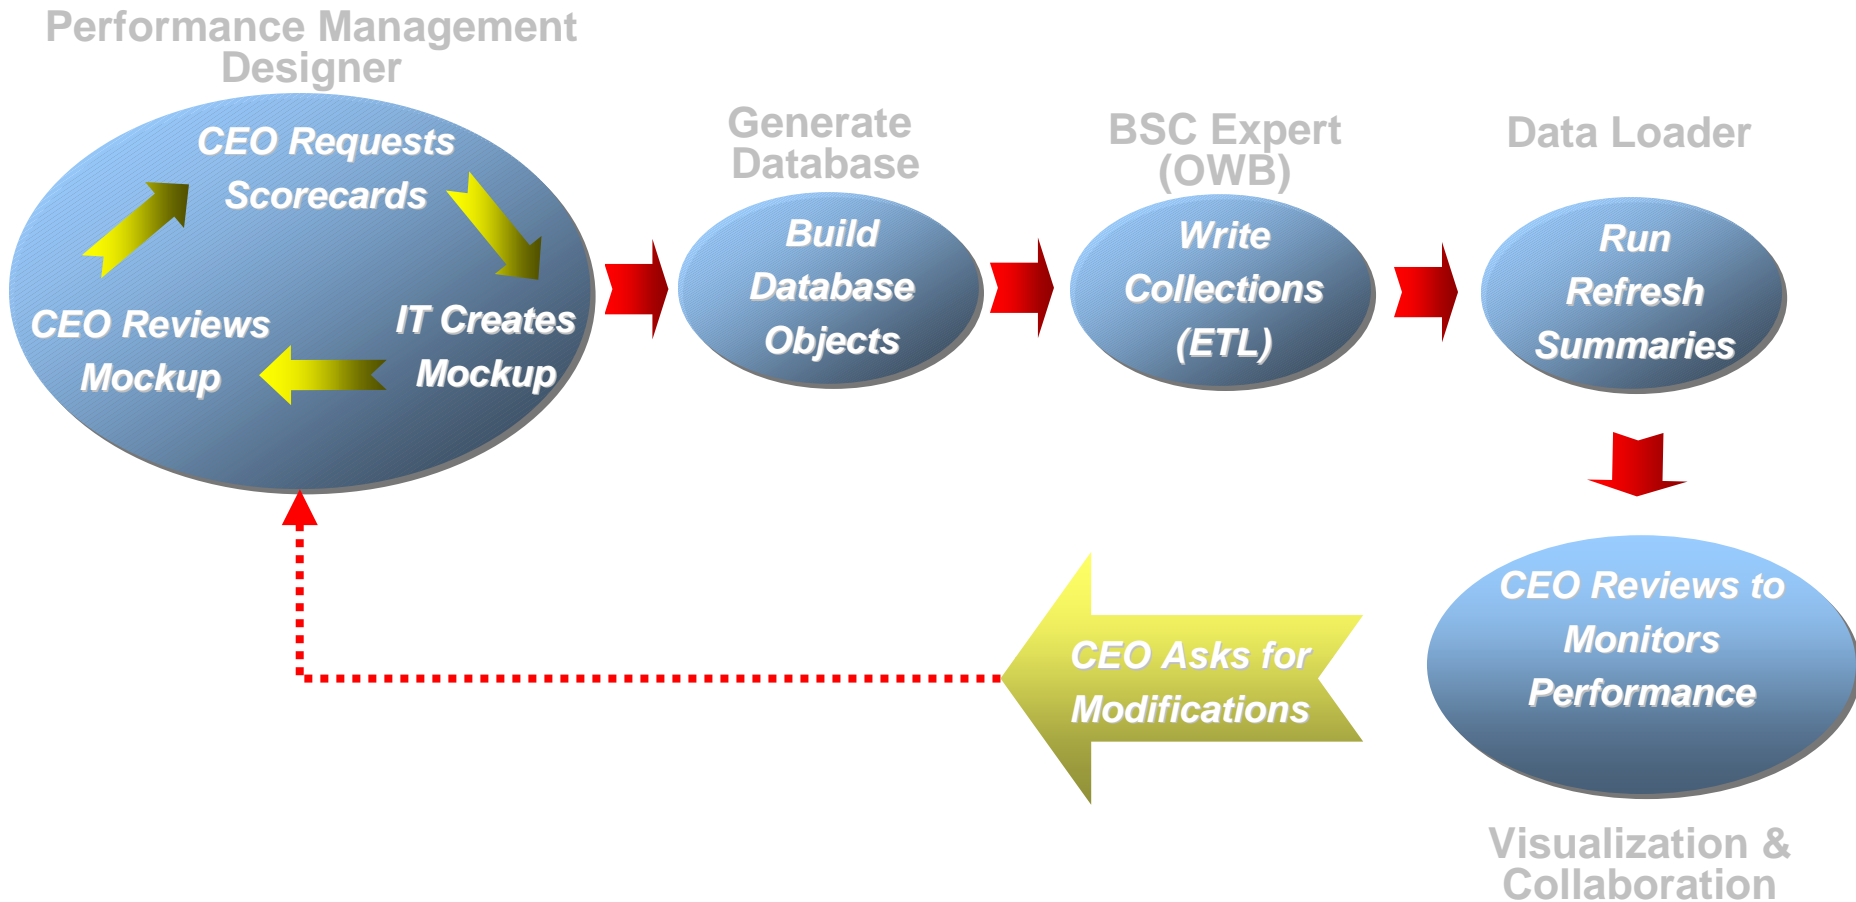 Performance Management
Designer
CEO Requests
Scorecards
IT Creates
Mockup
CEO Reviews
Mockup
Generate
Database
Build
Database
Objects
BSC Expert
(OWB)
Write
Collections
(ETL)
Data Loader
Run
Refresh
Summaries
CEO Reviews to
Monitors
Performance
Visualization &
Collaboration
CEO Asks for
Modifications